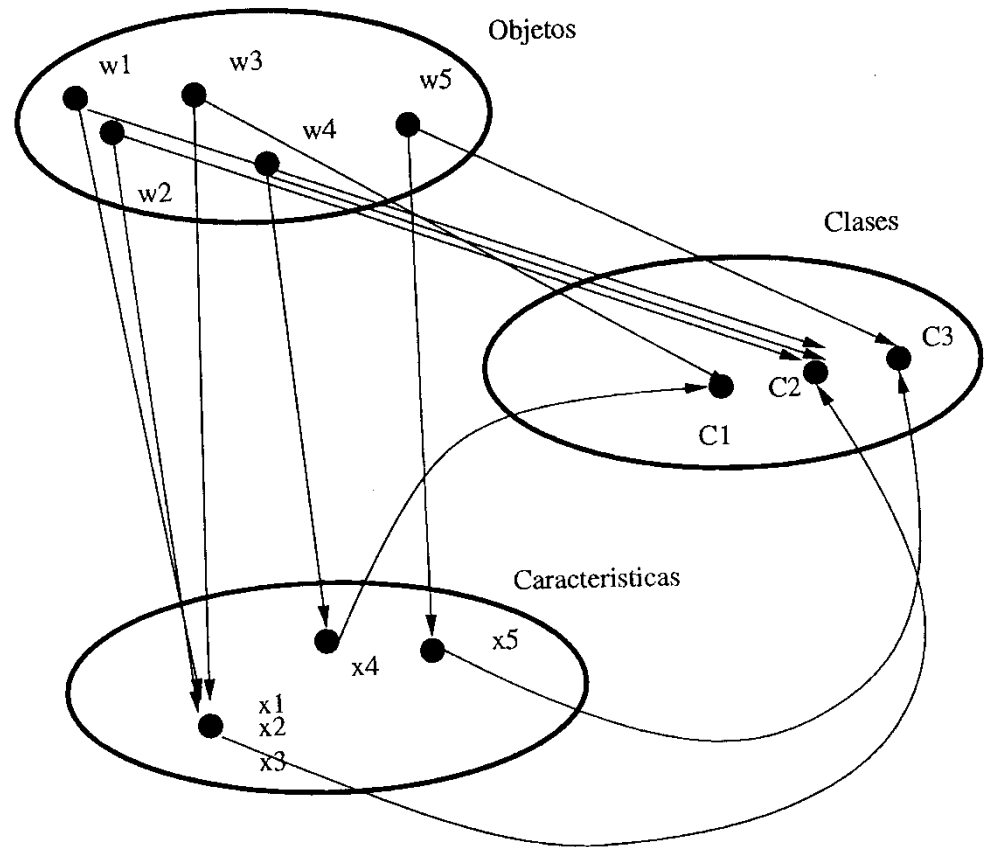 Objetos
w1
w3
w5
w4
w2
Clases
C3
C2
C1
Caracteristicas
x5
x4
x1
x2
x3